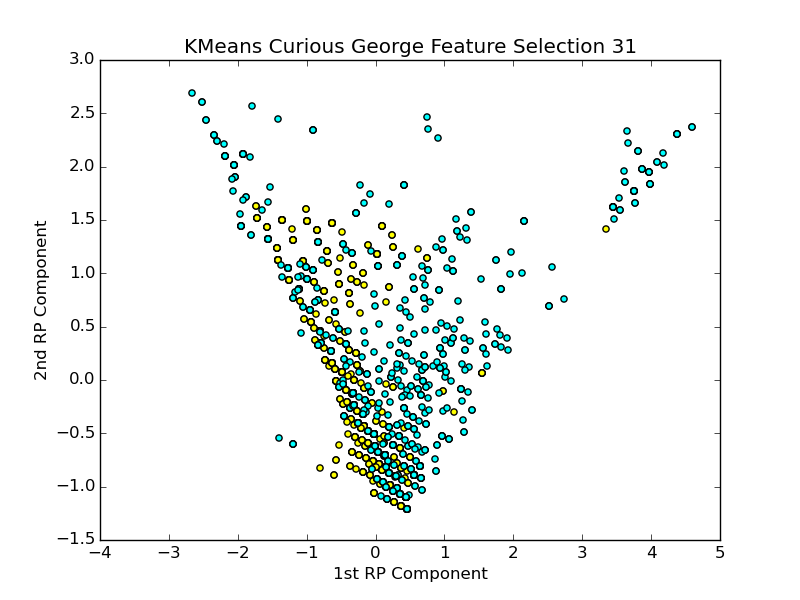 KMeans Curious George Feature Selection 31
3.0
2.5
2.0
1.5
1.0
0.5
0.0
−0.5
−1.0
−1.5
2nd RP Component
−4 −3 −2 −1 0 1 2 3 4 5
1st RP Component